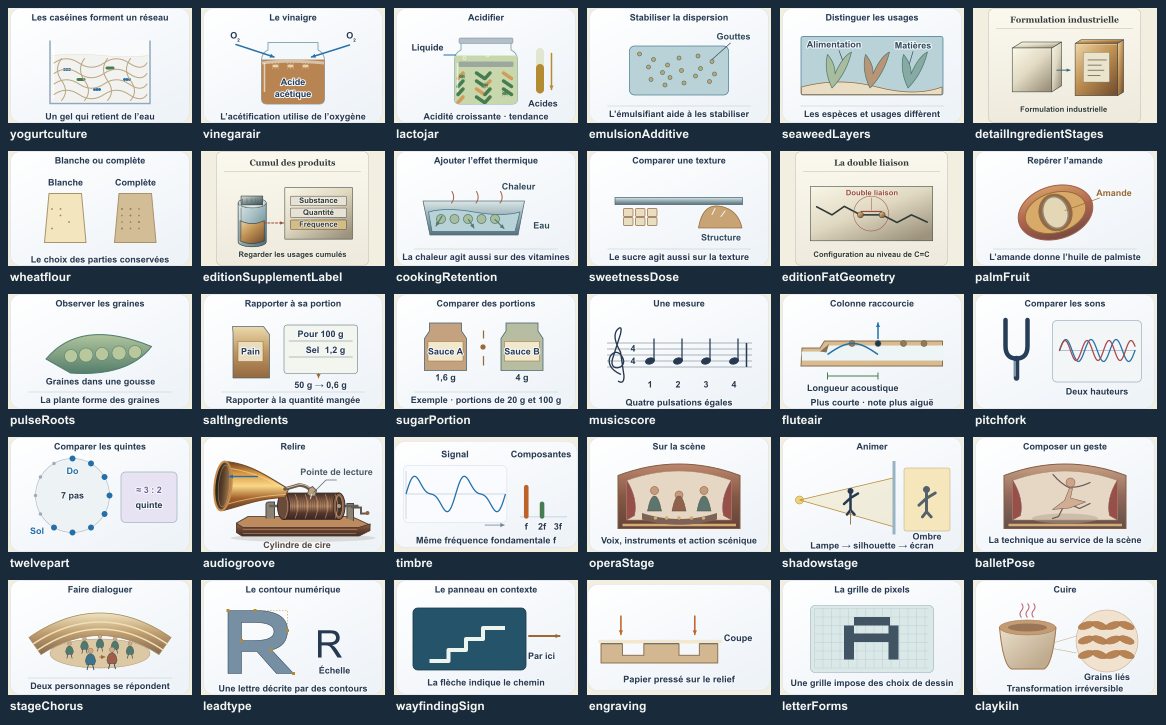 Les caséines forment un réseau
Un gel qui retient de l'eau
yogurtculture
Le vinaigre
O2
O2
Acide
acétique
L'acétification utilise de l'oxygène
vinegarair
Acidifier
Liquide
Acides
Acidité croissante · tendance
lactojar
Stabiliser la dispersion
Gouttes
L'émulsifiant aide à les stabiliser
emulsionAdditive
Distinguer les usages
Alimentation
Matières
Les espèces et usages diffèrent
seaweedLayers
Formulation industrielle
Formulation industrielle
detailIngredientStages
Blanche ou complète
Blanche
Complète
Le choix des parties conservées
wheatflour
Cumul des produits
Substance
Quantité
Fréquence
Regarder les usages cumulés
editionSupplementLabel
Ajouter l'effet thermique
Chaleur
Eau
La chaleur agit aussi sur des vitamines
cookingRetention
Comparer une texture
Structure
Le sucre agit aussi sur la texture
sweetnessDose
La double liaison
Double liaison
Configuration au niveau de C=C
editionFatGeometry
Repérer l'amande
Amande
L'amande donne l'huile de palmiste
palmFruit
Observer les graines
Graines dans une gousse
La plante forme des graines
pulseRoots
Rapporter à sa portion
Pain
Pour 100 g
Sel 1,2 g
50 g → 0,6 g
Rapporter à la quantité mangée
saltIngredients
Comparer des portions
Sauce A
Sauce B
1,6 g
4 g
Exemple · portions de 20 g et 100 g
sugarPortion
Une mesure
4
4
1 2 3 4
Quatre pulsations égales
musicscore
Colonne raccourcie
Longueur acoustique
Plus courte · note plus aiguë
fluteair
Comparer les sons
Deux hauteurs
pitchfork
Comparer les quintes
Do
7 pas
≈ 3 : 2
quinte
Sol
twelvepart
Relire
Pointe de lecture
Cylindre de cire
audiogroove
Signal
Composantes
f 2f 3f
Même fréquence fondamentale f
timbre
Sur la scène
Voix, instruments et action scénique
operaStage
Animer
Ombre
Lampe → silhouette → écran
shadowstage
Composer un geste
La technique au service de la scène
balletPose
Faire dialoguer
Deux personnages se répondent
stageChorus
Le contour numérique
R
R
Échelle
Une lettre décrite par des contours
leadtype
Le panneau en contexte
Par ici
La flèche indique le chemin
wayfindingSign
Coupe
Papier pressé sur le relief
engraving
La grille de pixels
A
Une grille impose des choix de dessin
letterForms
Cuire
Grains liés
Transformation irréversible
claykiln